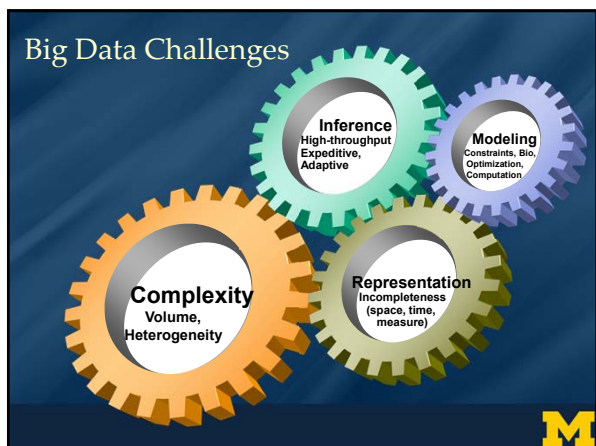 Big Data Challenges
Inference
High-throughput
Expeditive,
Adaptive
Modeling
Constraints, Bio,
Optimization,
Computation
Complexity
Volume,
Heterogeneity
Representation
Incompleteness
(space, time,
measure)
M